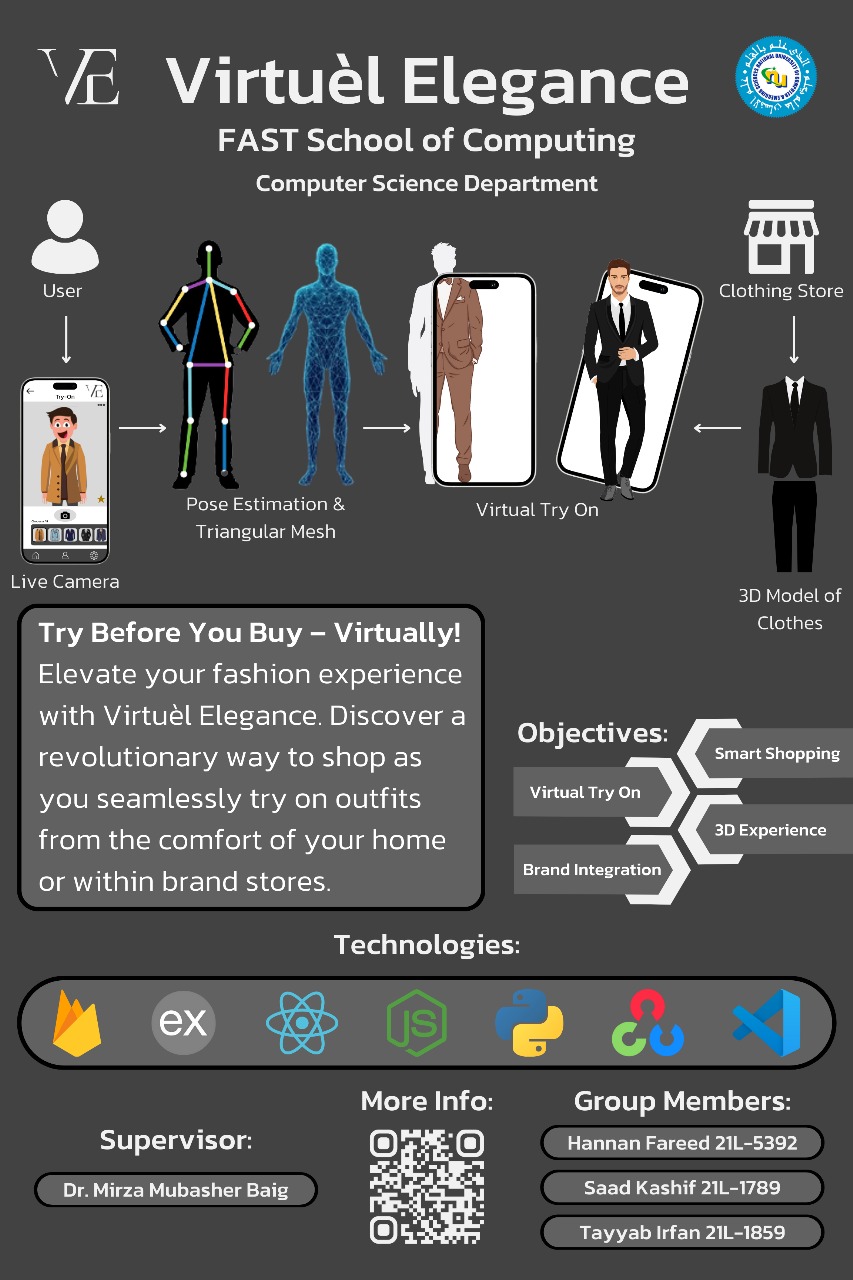 VE
Virtuèl Elegance
FAST School of Computing
Computer Science Department
User
Clothing Store
Try-On
VE
Live Camera
Pose Estimation &
Triangular Mesh
Virtual Try On
3D Model of
Clothes
Try Before You Buy – Virtually!
Elevate your fashion experience
with Virtuèl Elegance. Discover a
revolutionary way to shop as
you seamlessly try on outfits
from the comfort of your home
or within brand stores.
Objectives:
Smart Shopping
Virtual Try On
3D Experience
Brand Integration
Technologies:
ex
JS
Supervisor:
Dr. Mirza Mubasher Baig
More Info:
Group Members:
Hannan Fareed 21L-5392
Saad Kashif 21L-1789
Tayyab Irfan 21L-1859